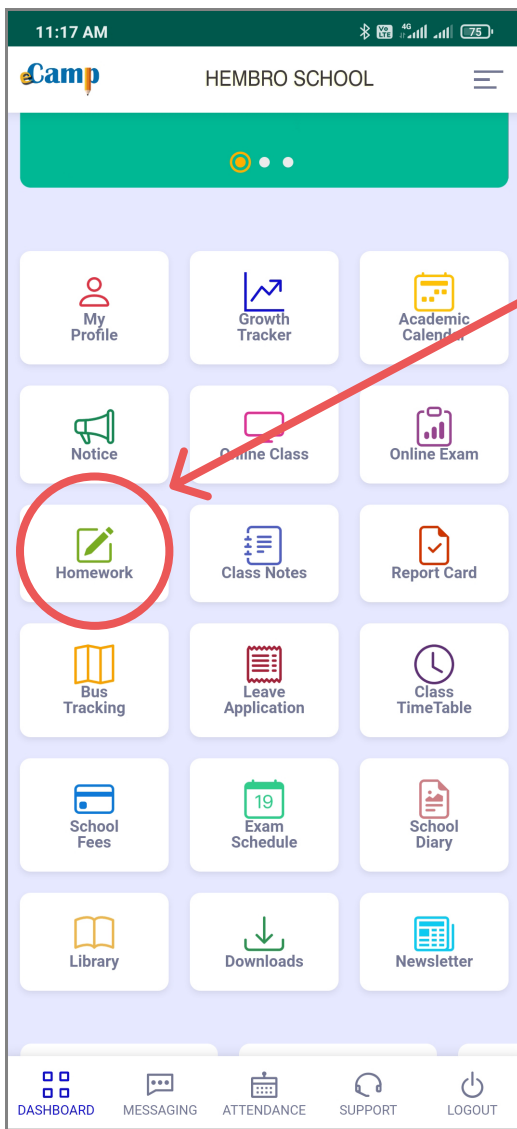 11:17 AM Vo LTE 4G 75
eCamp HEMBRO SCHOOL
My
Profile
Growth
Tracker
Academic
Calendar
Notice
Online Class
Online Exam
Homework
Class Notes
Report Card
Bus
Tracking
Leave
Application
Class
TimeTable
School
Fees
19
Exam
Schedule
School
Diary
Library
Downloads
Newsletter
DASHBOARD MESSAGING ATTENDANCE SUPPORT LOGOUT